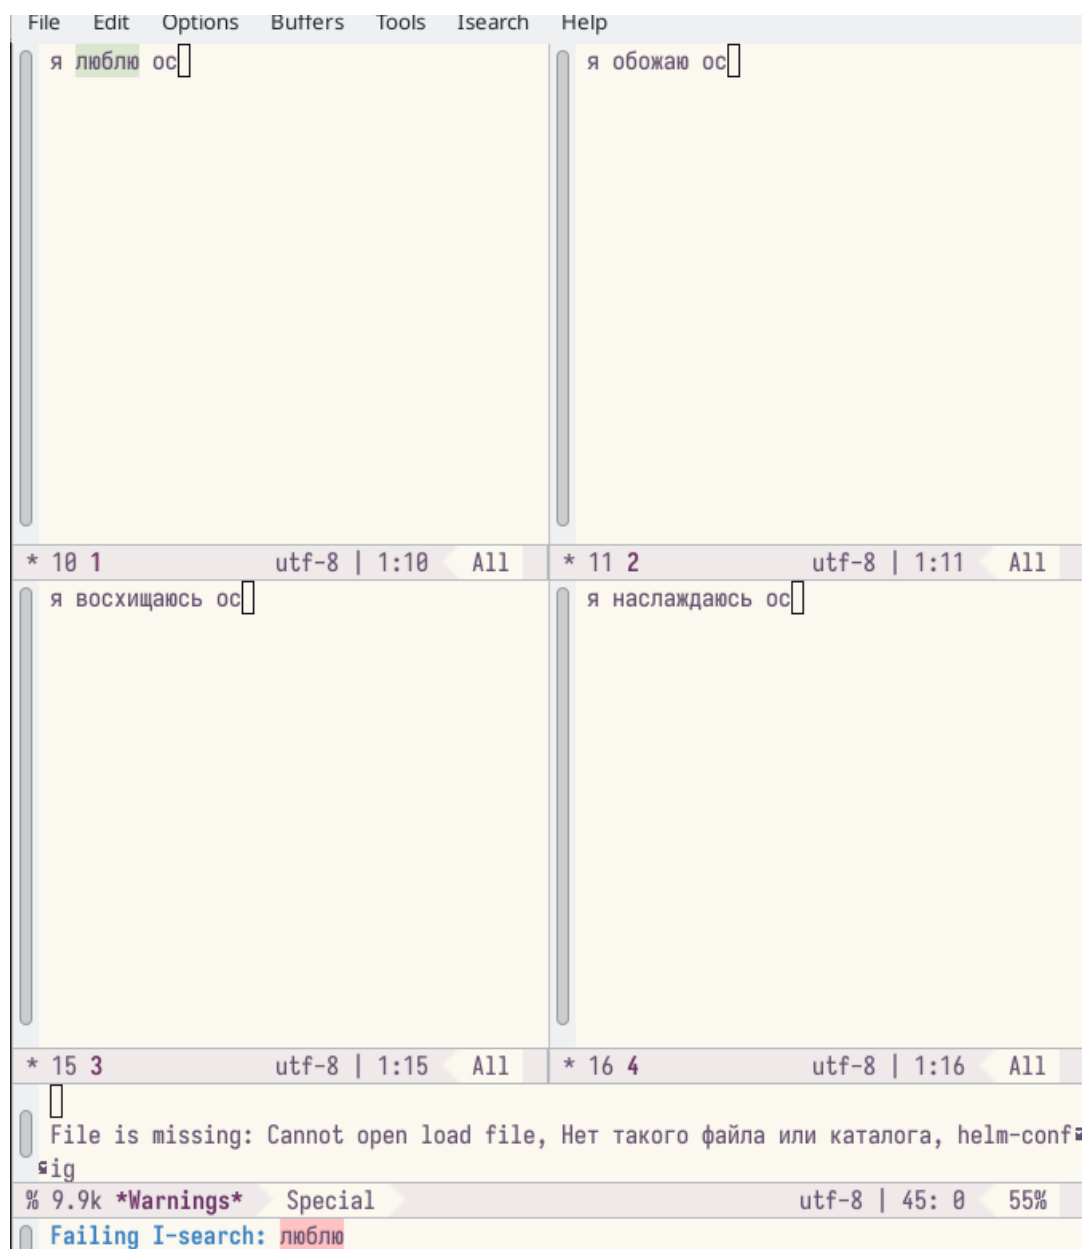 File Edit Options Buffers Tools Isearch Help
я люблю ос
я обожаю ос
* 10 1 utf-8 | 1:10 All
* 11 2 utf-8 | 1:11 All
я восхищаюсь ос
я наслаждаюсь ос
* 15 3 utf-8 | 1:15 All
* 16 4 utf-8 | 1:16 All
File is missing: Cannot open load file, Нет такого файла или каталога, helm-conf
ig
% 9.9k *Warnings* Special utf-8 | 45: 0 55%
Failing I-search: люблю